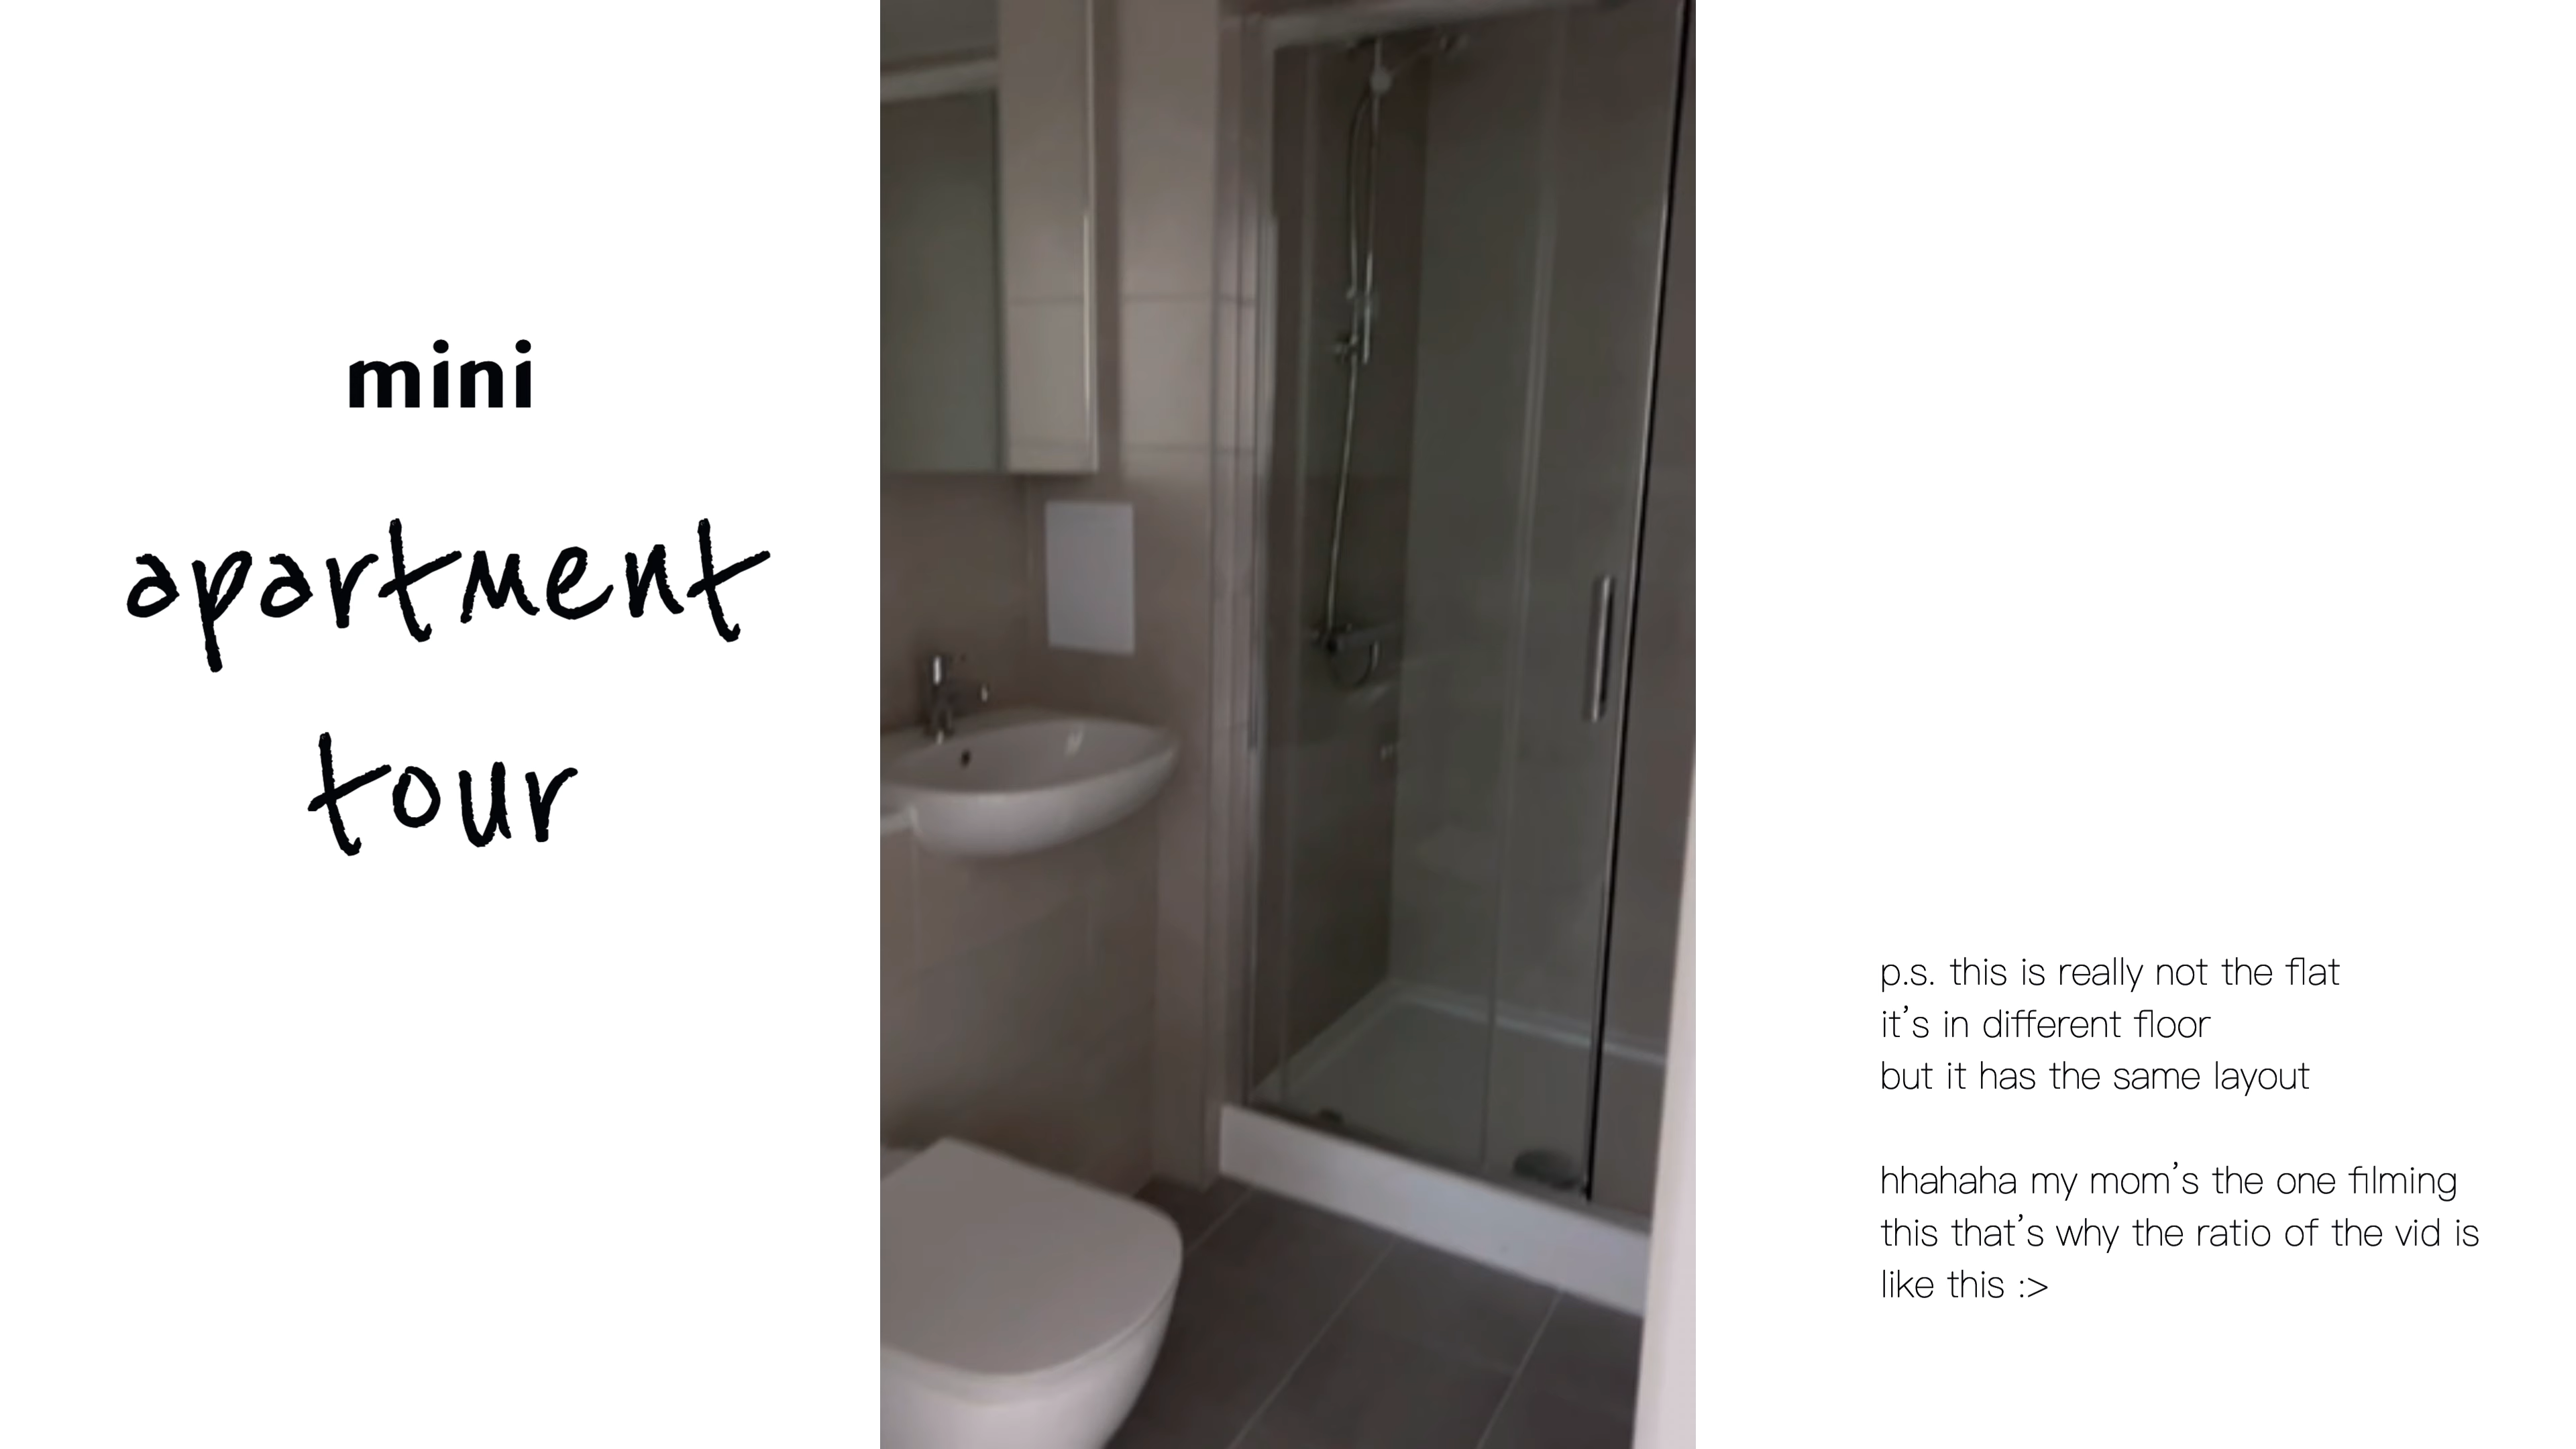 mini
apartment
tour
p.s. this is really not the flat
it's in different floor
but it has the same layout
hhahaha my mom's the one filming
this that's why the ratio of the vid is
like this :>